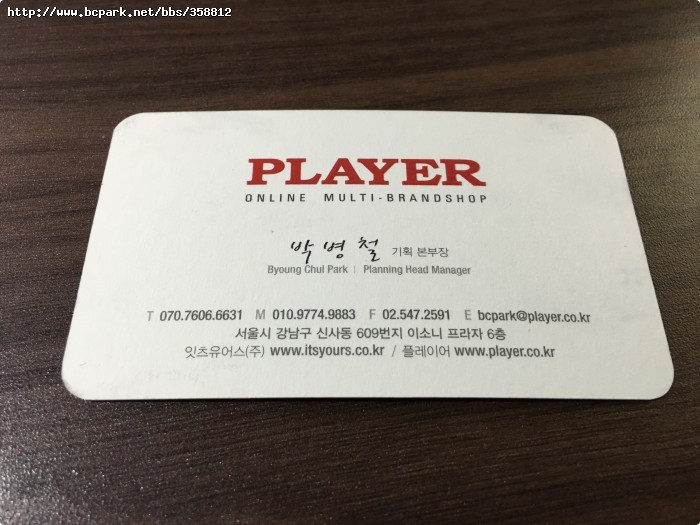 http://www.bcpark.net/bbs/358812
PLAYER
ONLINE MULTI-BRANDSHOP
박병철 기획 본부장
Byoung Chul Park | Planning Head Manager
T 070.7606.6631 M 010.9774.9883 F 02.547.2591 E bcpark@player.co.kr
서울시 강남구 신사동 609번지 이소니 프라자 6층
잇츠유어스(주) www.itsyours.co.kr / 플레이어 www.player.co.kr